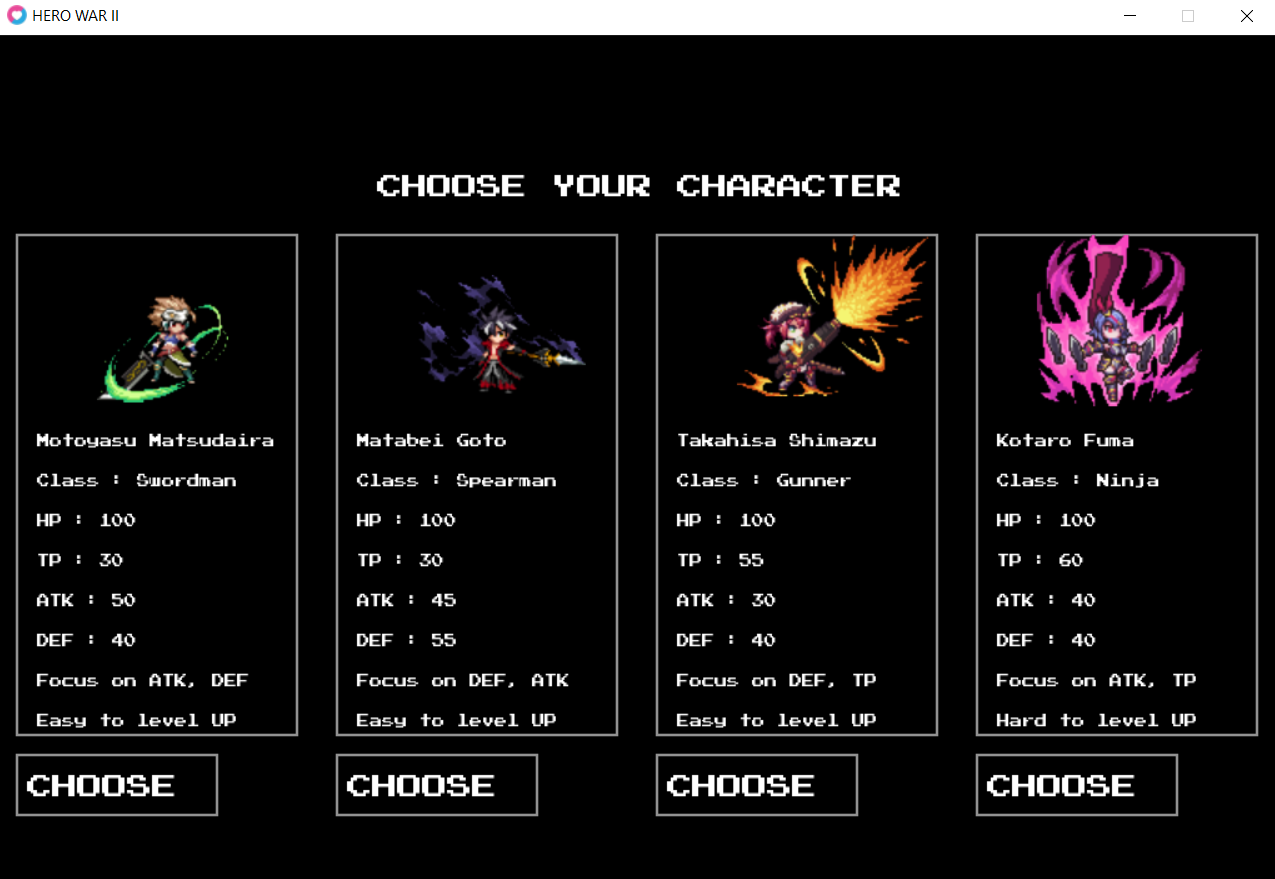 HERO WAR II
CHOOSE YOUR CHARACTER
Motoyasu Matsudaira
Class : Swordman
HP : 100
TP : 30
ATK : 50
DEF : 40
Focus on ATK, DEF
Easy to level UP
CHOOSE
Matabei Goto
Class : Spearman
HP : 100
TP : 30
ATK : 45
DEF : 55
Focus on DEF, ATK
Easy to level UP
CHOOSE
Takahisa Shimazu
Class : Gunner
HP : 100
TP : 55
ATK : 30
DEF : 40
Focus on DEF, TP
Easy to level UP
CHOOSE
Kotaro Fuma
Class : Ninja
HP : 100
TP : 60
ATK : 40
DEF : 40
Focus on ATK, TP
Hard to level UP
CHOOSE